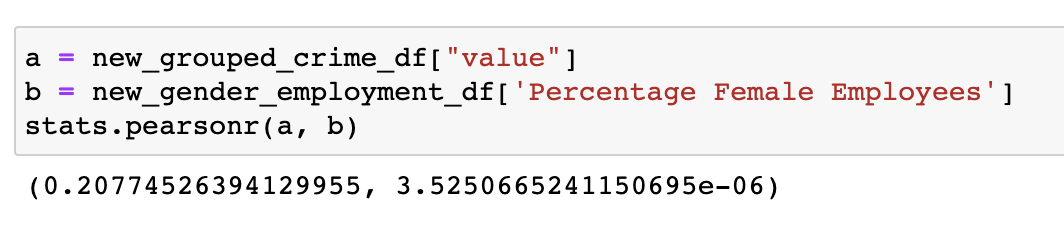 a = new_grouped_crime_df["value"]
b = new_gender_employment_df['Percentage Female Employees']
stats.pearsonr(a, b)
(0.20774526394129955, 3.5250665241150695e-06)